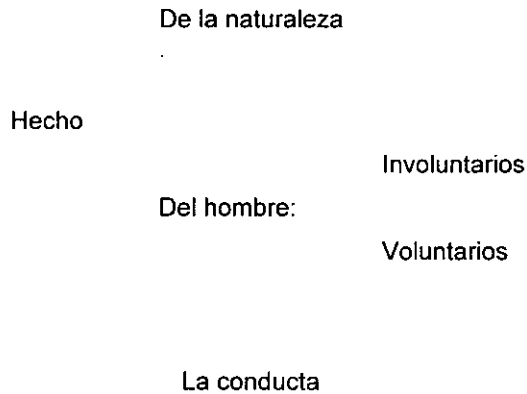 De la naturaleza
.
Hecho
Involuntarios
Del hombre:
Voluntarios
La conducta